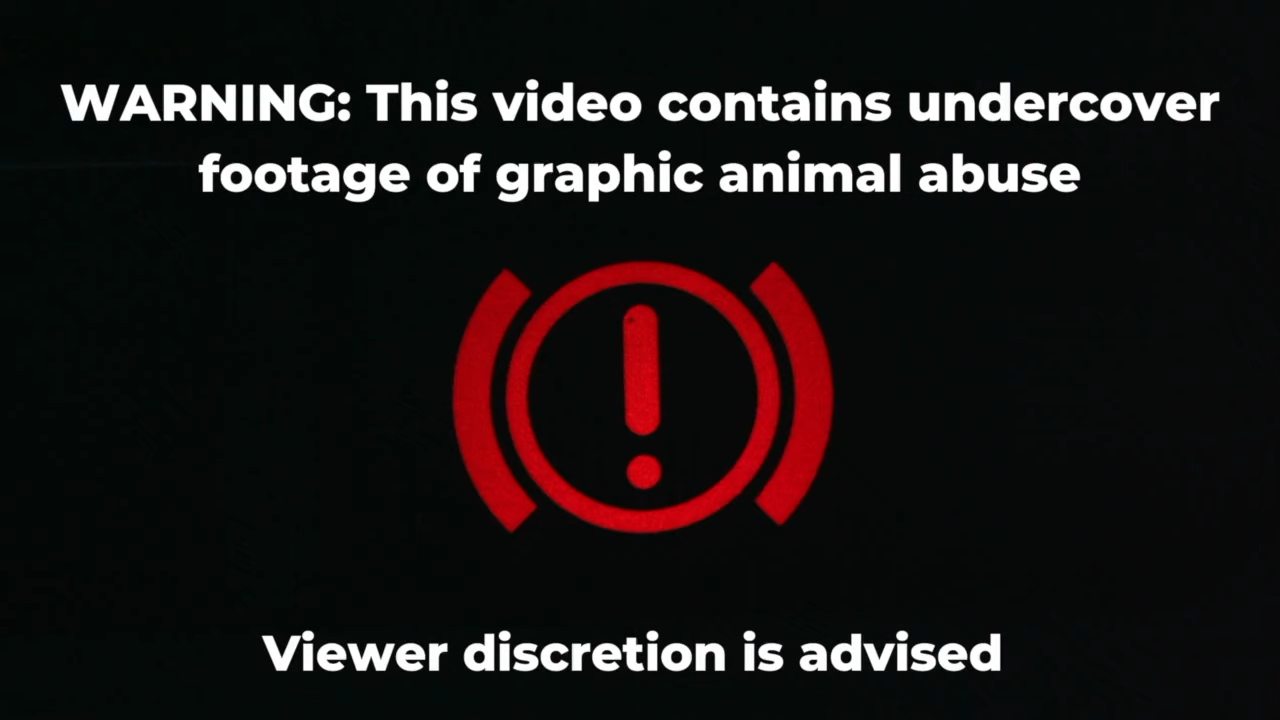 WARNING: This video contains undercover
footage of graphic animal abuse
Viewer discretion is advised